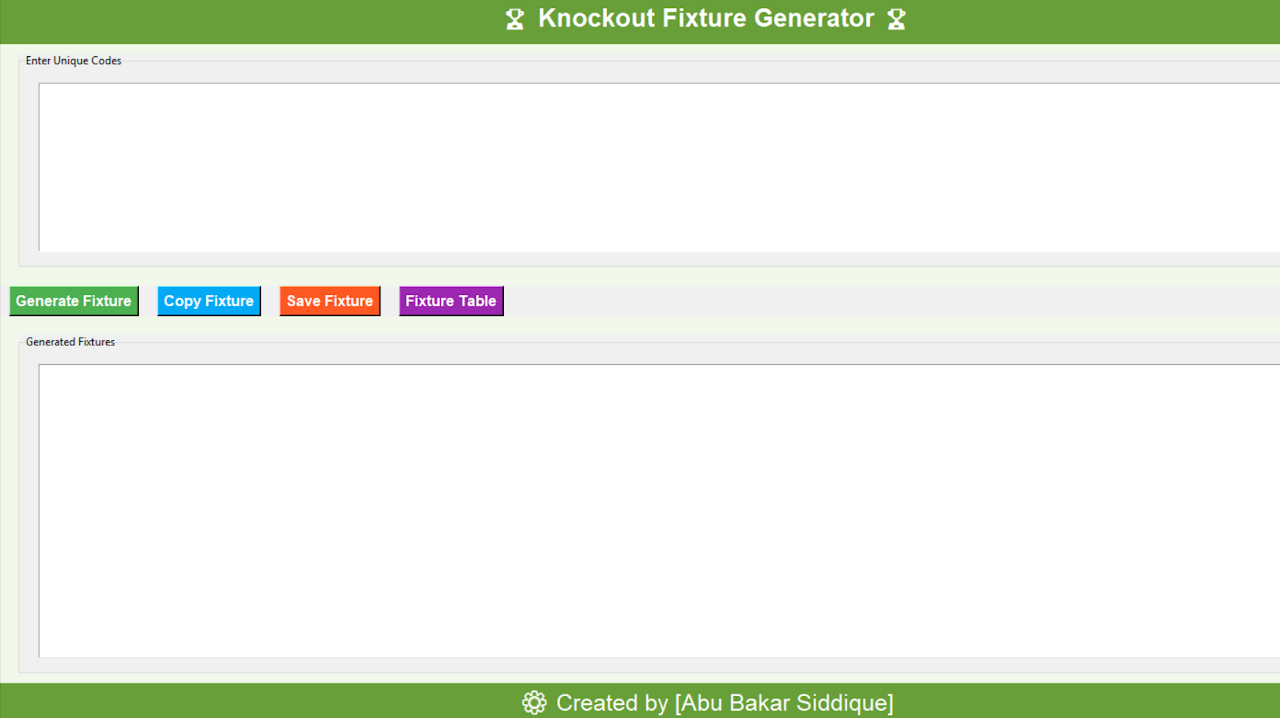 🏆 Knockout Fixture Generator 🏆
Enter Unique Codes
Generate Fixture Copy Fixture Save Fixture Fixture Table
Generated Fixtures
Created by [Abu Bakar Siddique]